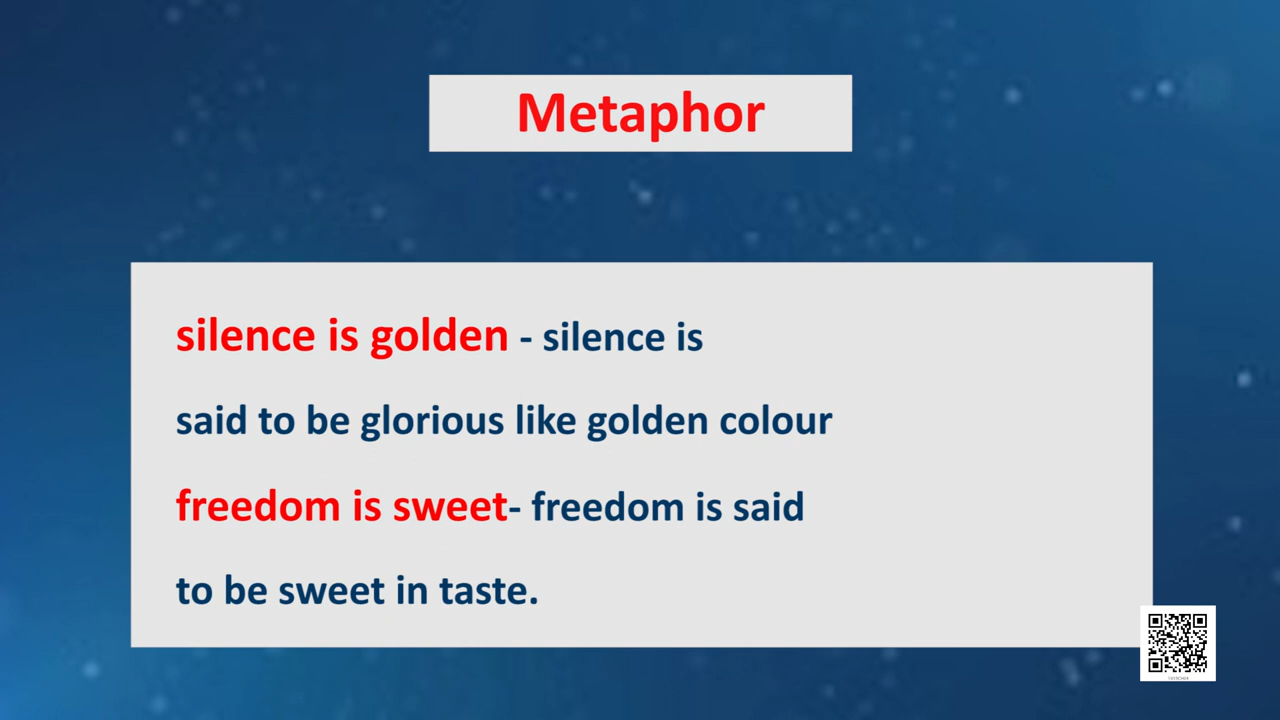 Metaphor
silence is golden - silence is
said to be glorious like golden colour
freedom is sweet- freedom is said
to be sweet in taste.